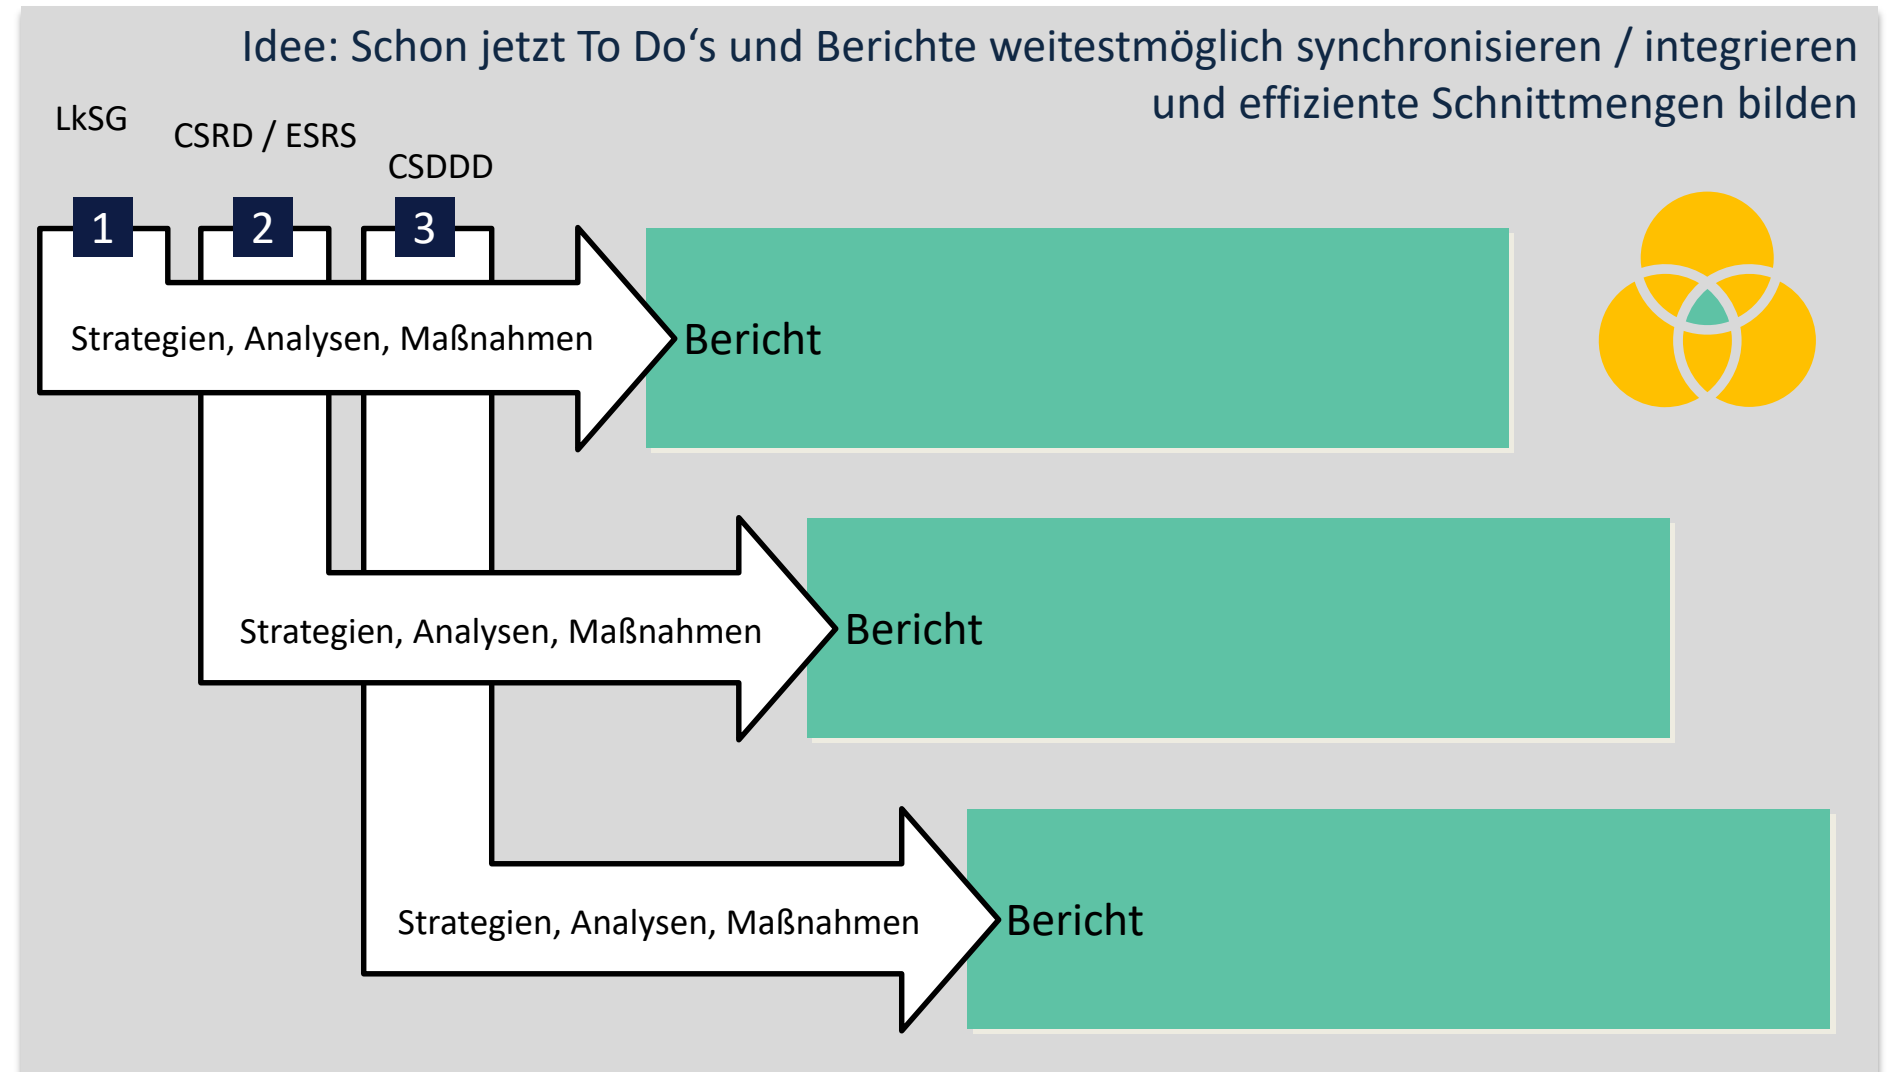 Idee: Schon jetzt To Do‘s und Berichte weitestmöglich synchronisieren / integrieren
und effiziente Schnittmengen bilden
LkSG
CSRD / ESRS
CSDDD
1
2
3
Strategien, Analysen, Maßnahmen
Bericht
Strategien, Analysen, Maßnahmen
Bericht
Strategien, Analysen, Maßnahmen
Bericht